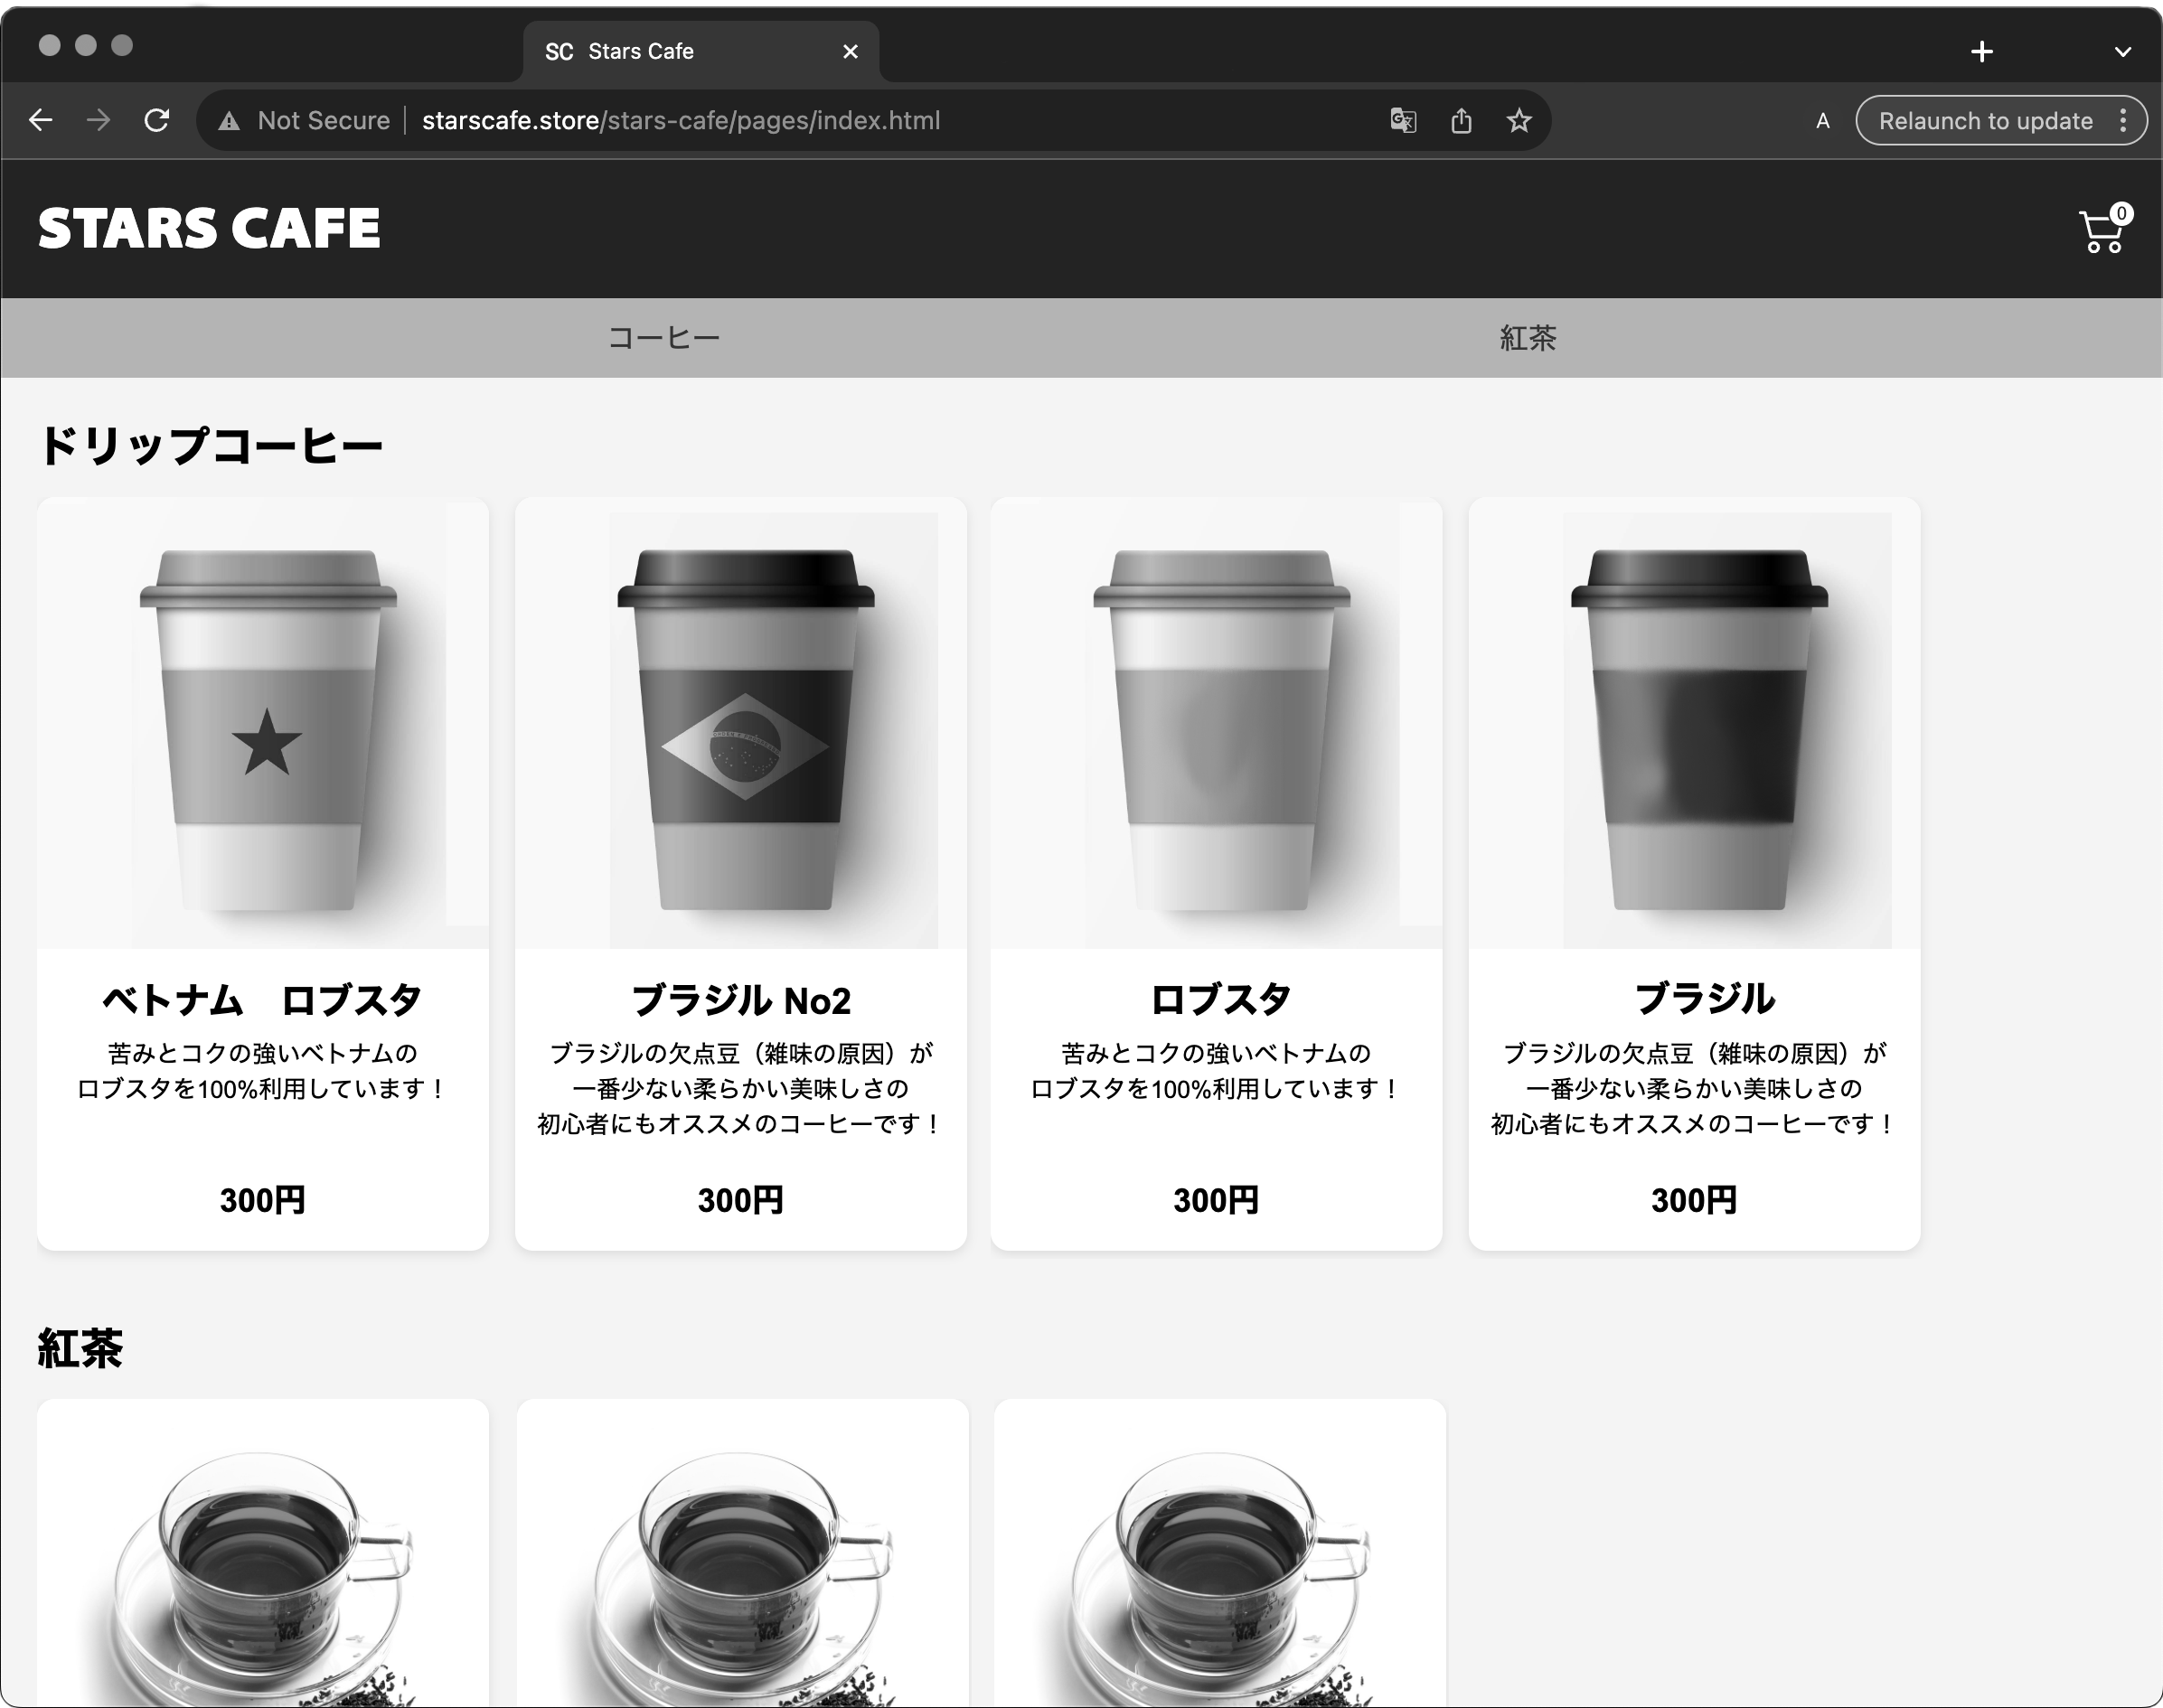 SC Stars Cafe
Not Secure starscafe.store/stars-cafe/pages/index.html A Relaunch to update
STARS CAFE
0
コーヒー 紅茶
ドリップコーヒー
ベトナム　ロブスタ
苦みとコクの強いベトナムの
ロブスタを100%利用しています！
300円
ブラジル No2
ブラジルの欠点豆（雑味の原因）が
一番少ない柔らかい美味しさの
初心者にもオススメのコーヒーです！
300円
ロブスタ
苦みとコクの強いベトナムの
ロブスタを100%利用しています！
300円
ブラジル
ブラジルの欠点豆（雑味の原因）が
一番少ない柔らかい美味しさの
初心者にもオススメのコーヒーです！
300円
紅茶